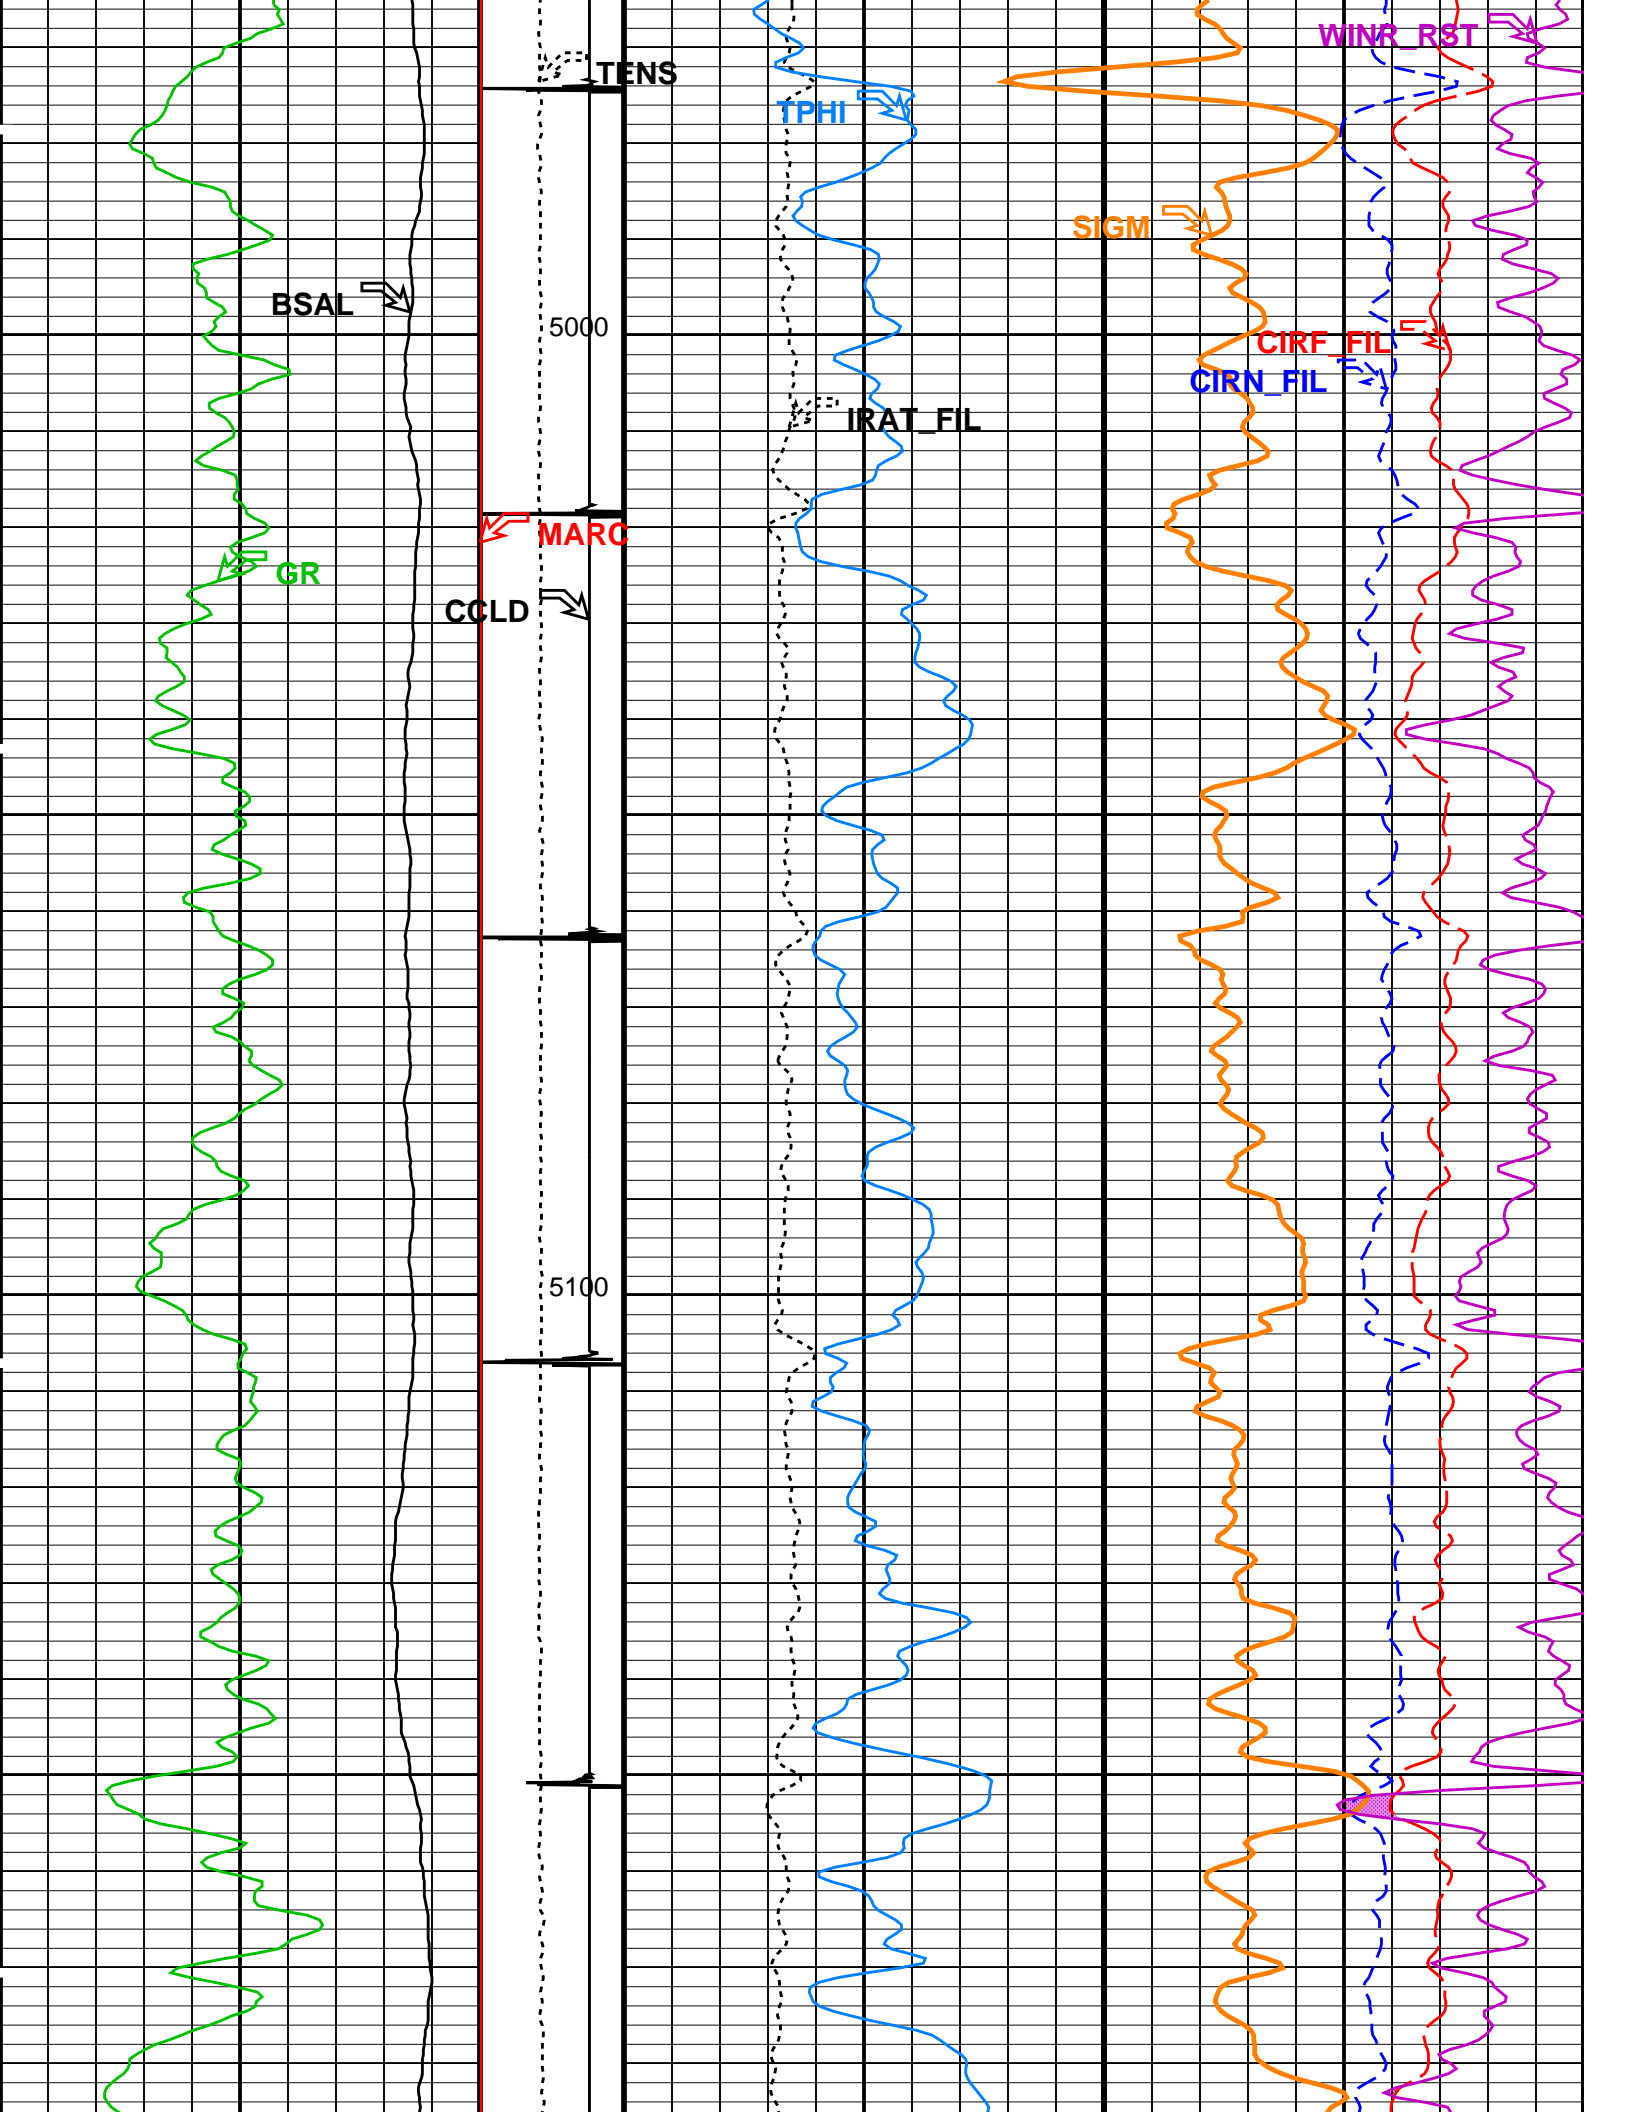 WINR_RST
TENS
TPHI
SIGM
BSAL
5000
CIRF_FIL
CIRN_FIL
IRAT_FIL
MARC
GR
CCLD
5100